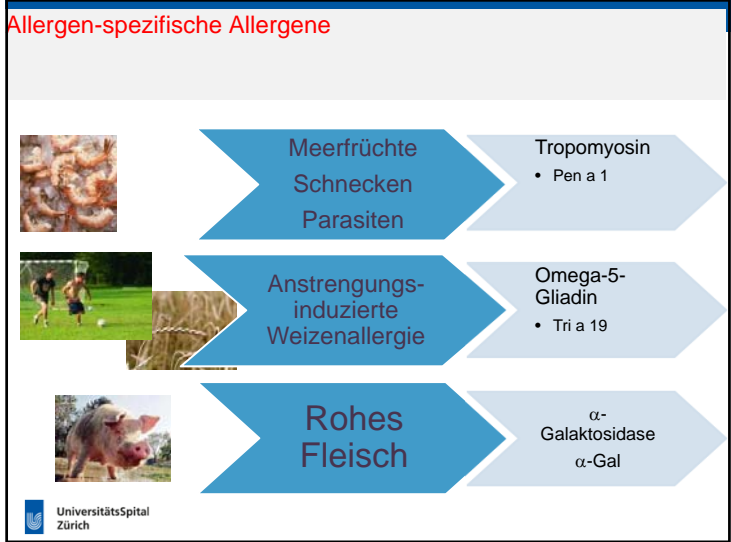 Allergen-spezifische Allergene
Meerfrüchte
Schnecken
Parasiten
Tropomyosin
• Pen a 1
Anstrengungs-
induzierte
Weizenallergie
Omega-5-
Gliadin
• Tri a 19
Rohes
Fleisch
α-
Galaktosidase
α-Gal
UniversitätsSpital
Zürich